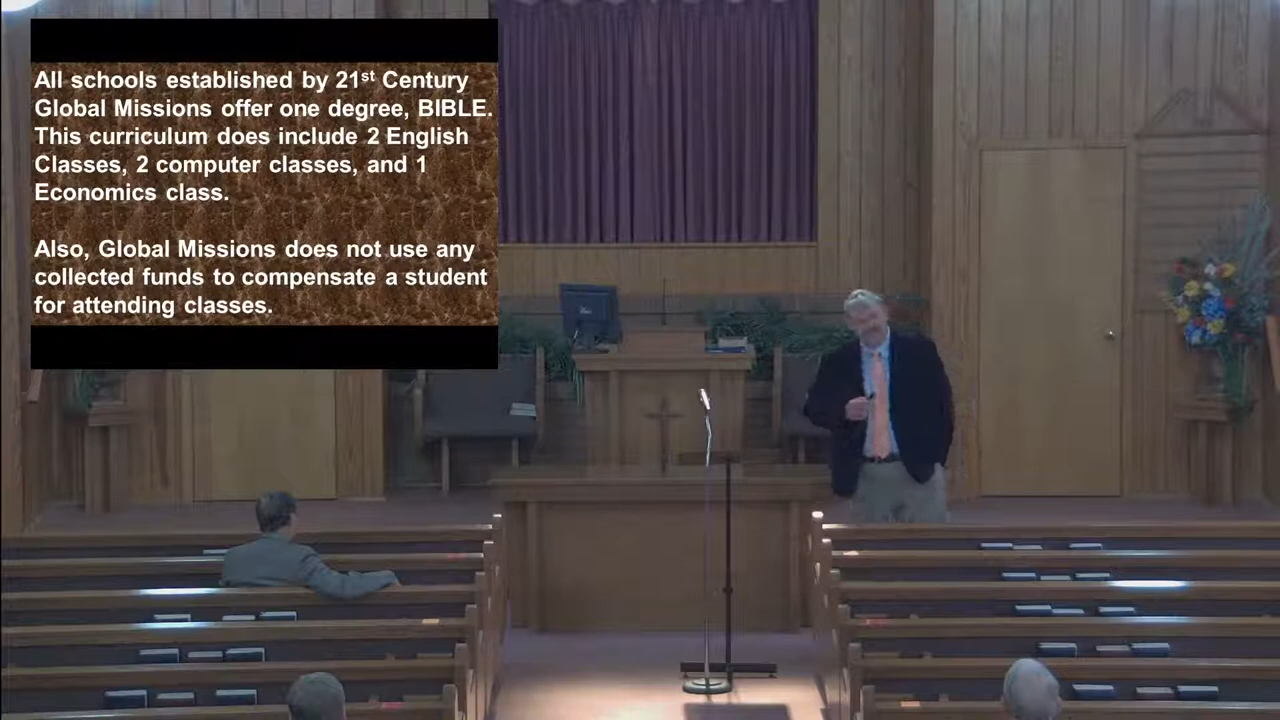 All schools established by 21st Century
Global Missions offer one degree, BIBLE.
This curriculum does include 2 English
Classes, 2 computer classes, and 1
Economics class.
Also, Global Missions does not use any
collected funds to compensate a student
for attending classes.